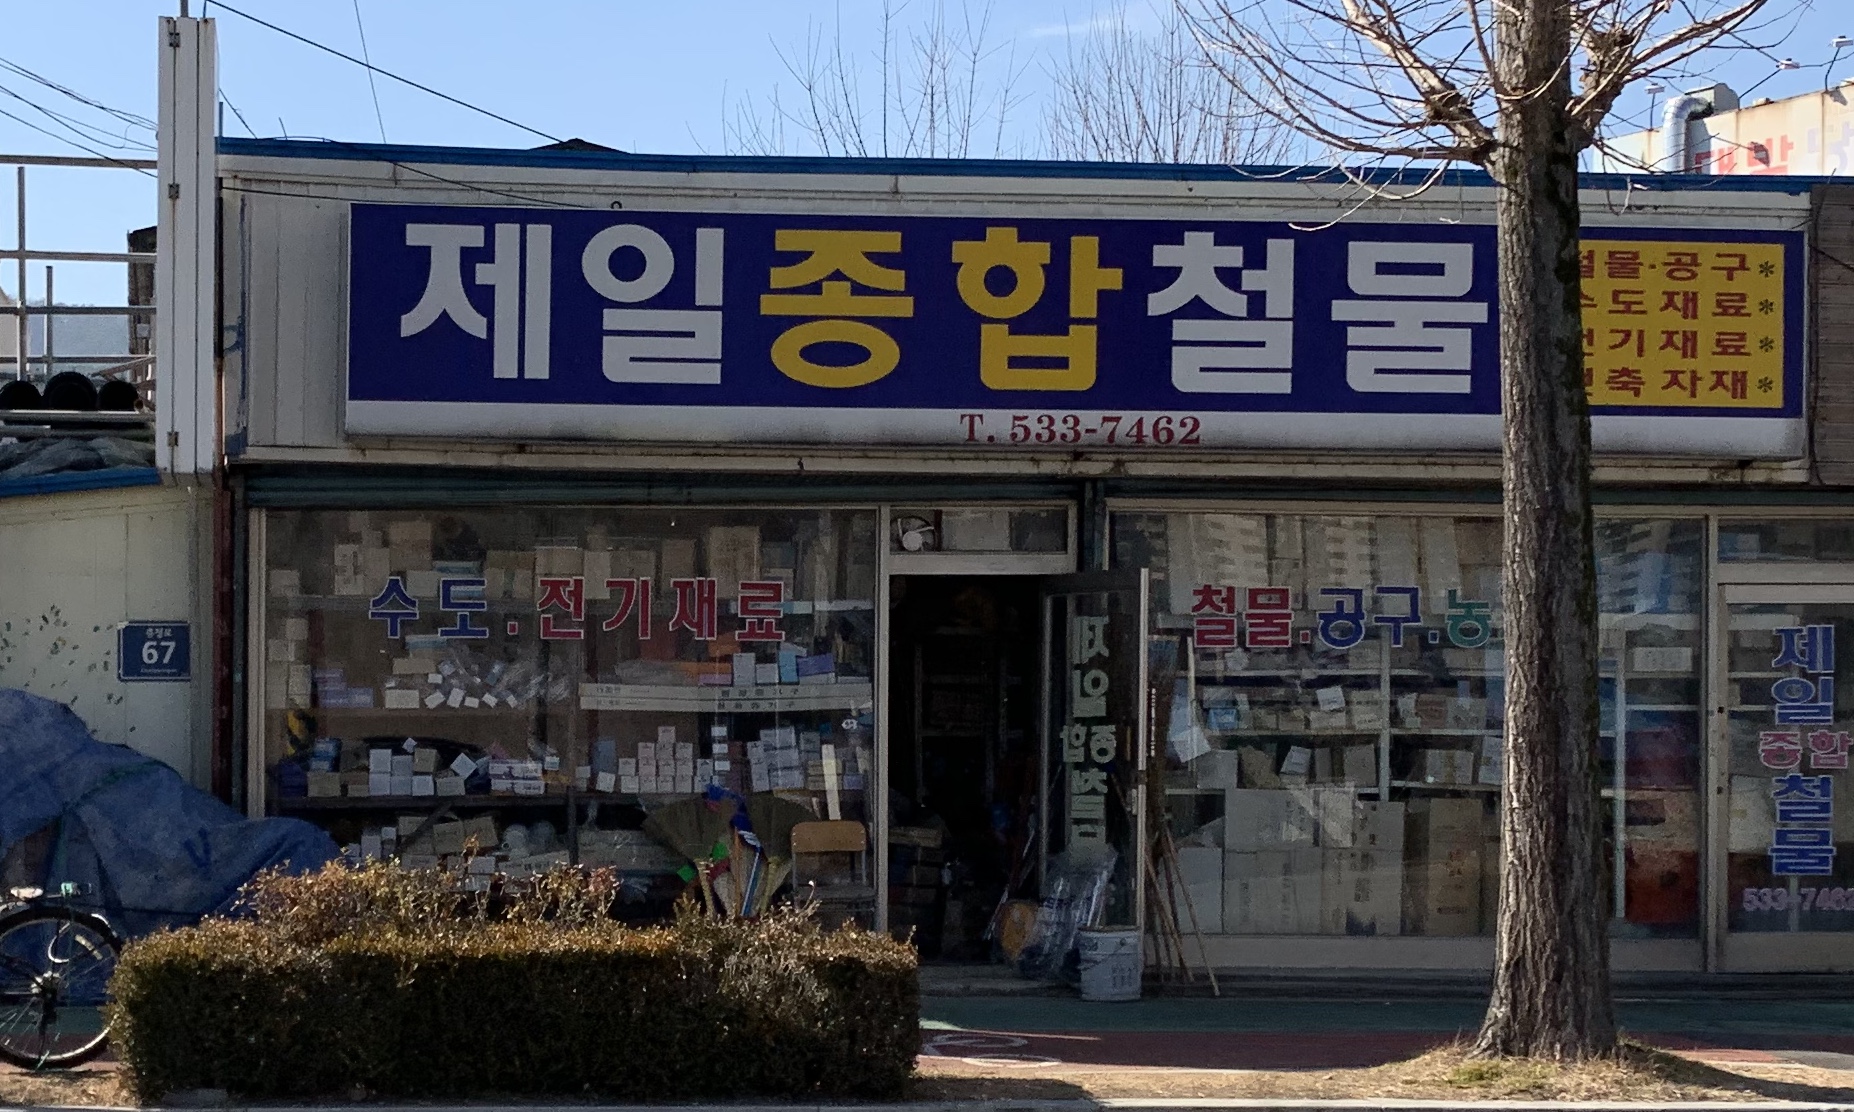 제일종합철물
물·공구*
도재료*
기재료*
축자재*
T. 533-7462
수도.전기재료
철물.공구.농
제일종합철물
533-7462
제일종합철물
67